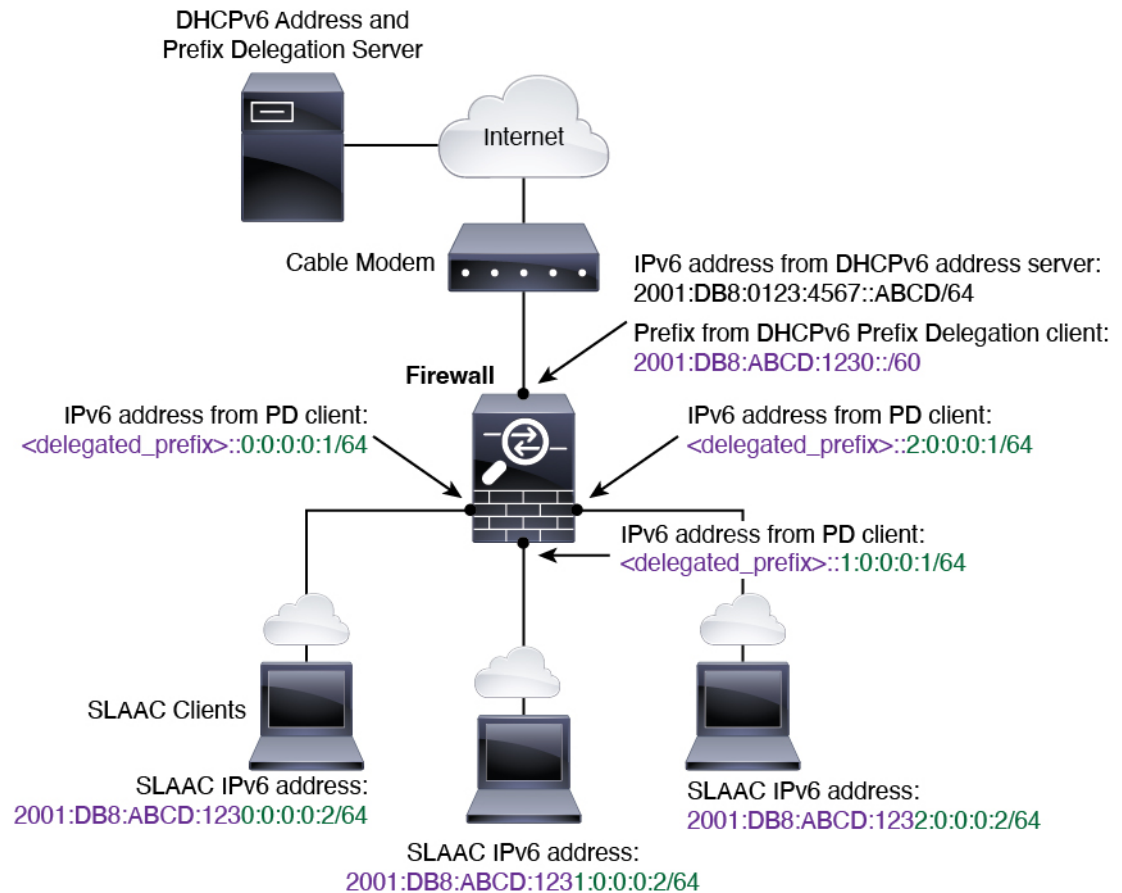 DHCPv6 Address and
Prefix Delegation Server
Internet
Cable Modem
IPv6 address from DHCPv6 address server:
2001:DB8:0123:4567::ABCD/64
Prefix from DHCPv6 Prefix Delegation client:
2001:DB8:ABCD:1230::/60
Firewall
IPv6 address from PD client:
<delegated_prefix>::0:0:0:0:1/64
IPv6 address from PD client:
<delegated_prefix>::2:0:0:0:1/64
IPv6 address from PD client:
<delegated_prefix>::1:0:0:0:1/64
SLAAC Clients
SLAAC IPv6 address:
2001:DB8:ABCD:1230:0:0:0:2/64
SLAAC IPv6 address:
2001:DB8:ABCD:1232:0:0:0:2/64
SLAAC IPv6 address:
2001:DB8:ABCD:1231:0:0:0:2/64